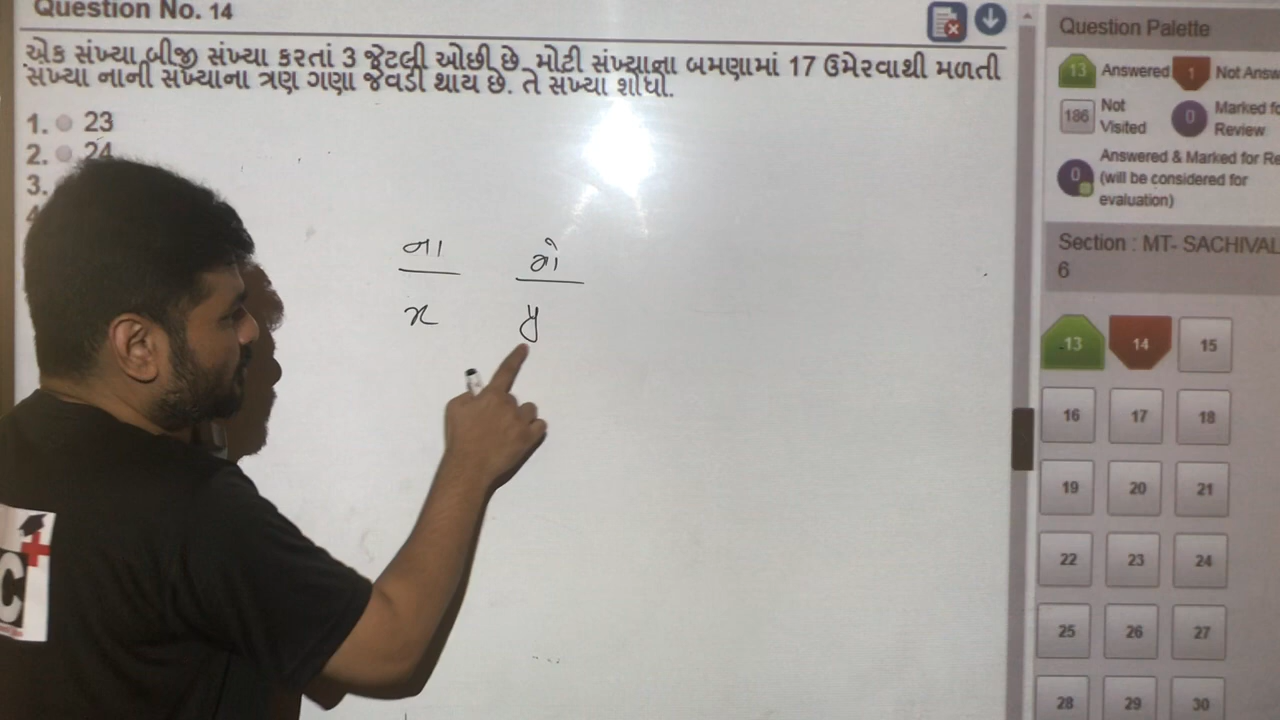 Question No. 14
એક સંખ્યા બીજી સંખ્યા કરતાં 3 જેટલી ઓછી છે. મોટી સંખ્યાના બમણામાં 17 ઉમેરવાથી મળતી
સંખ્યા નાની સંખ્યાના ત્રણ ગણા જેવડી થાય છે. તે સંખ્યા શોધો.
1. 23
2. 24
3.
ના મો
x y
C
Question Palette
13 Answered 1 Not Answ
186 Not Visited 0 Marked fo Review
0 Answered & Marked for Re
(will be considered for
evaluation)
Section : MT- SACHIVAL
6
13 14 15
16 17 18
19 20 21
22 23 24
25 26 27
28 29 30